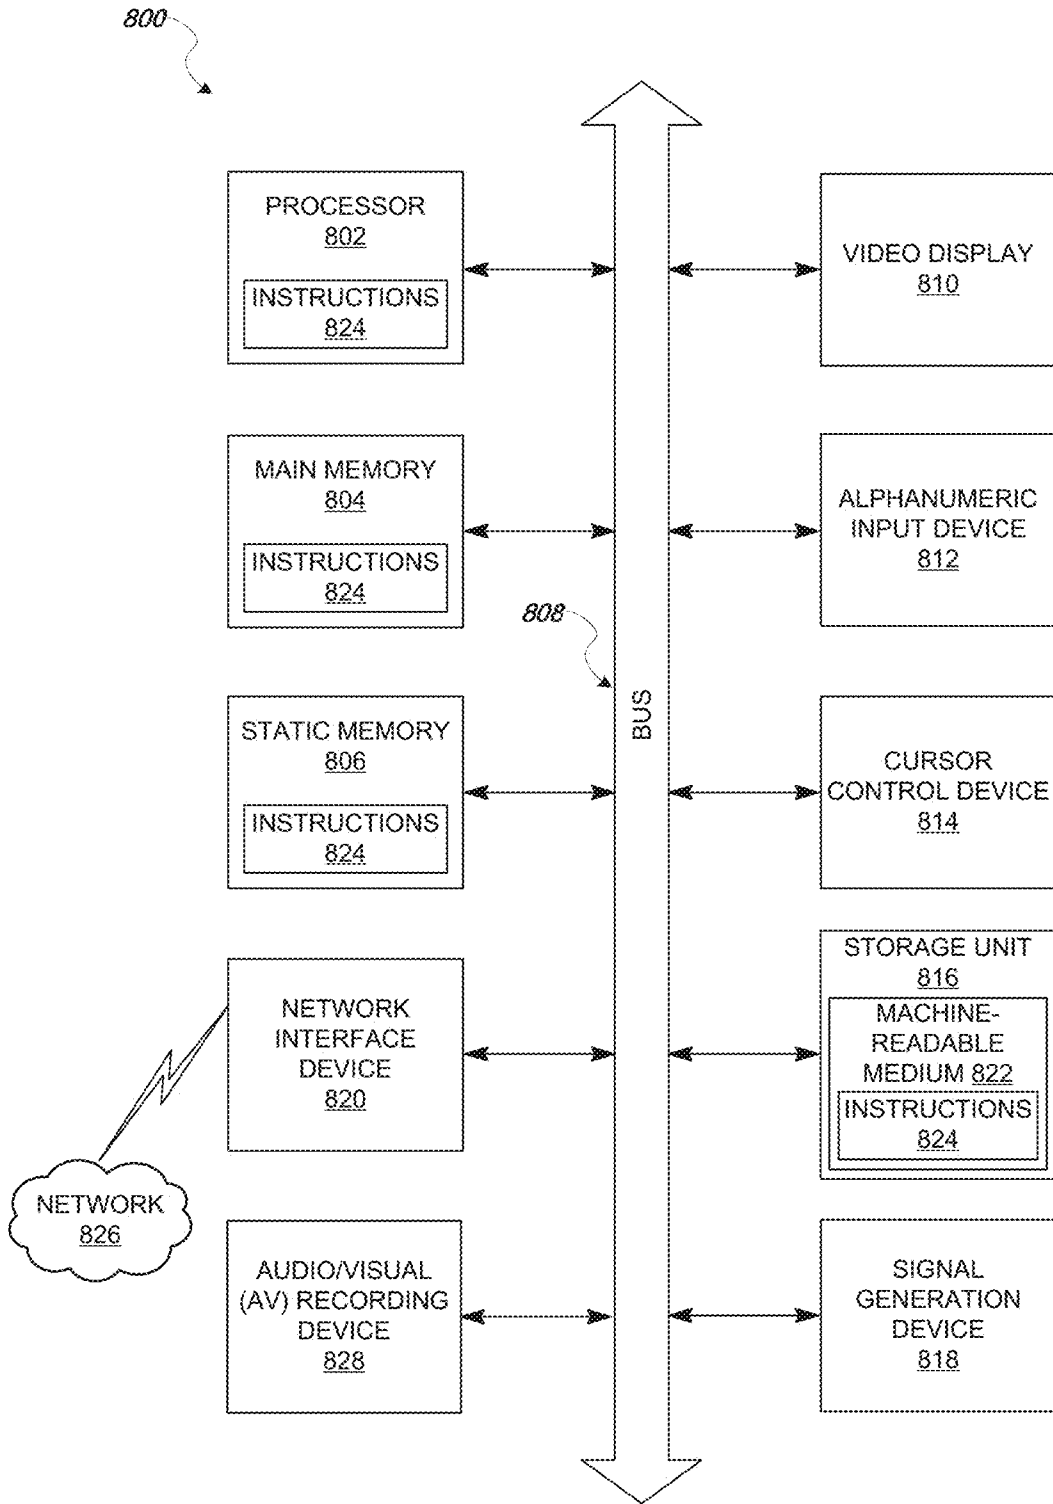 800
PROCESSOR
802
INSTRUCTIONS
824
VIDEO DISPLAY
810
MAIN MEMORY
804
INSTRUCTIONS
824
ALPHANUMERIC
INPUT DEVICE
812
808
BUS
STATIC MEMORY
806
INSTRUCTIONS
824
CURSOR
CONTROL DEVICE
814
NETWORK
INTERFACE
DEVICE
820
STORAGE UNIT
816
MACHINE-
READABLE
MEDIUM 822
INSTRUCTIONS
824
NETWORK
826
AUDIO/VISUAL
(AV) RECORDING
DEVICE
828
SIGNAL
GENERATION
DEVICE
818